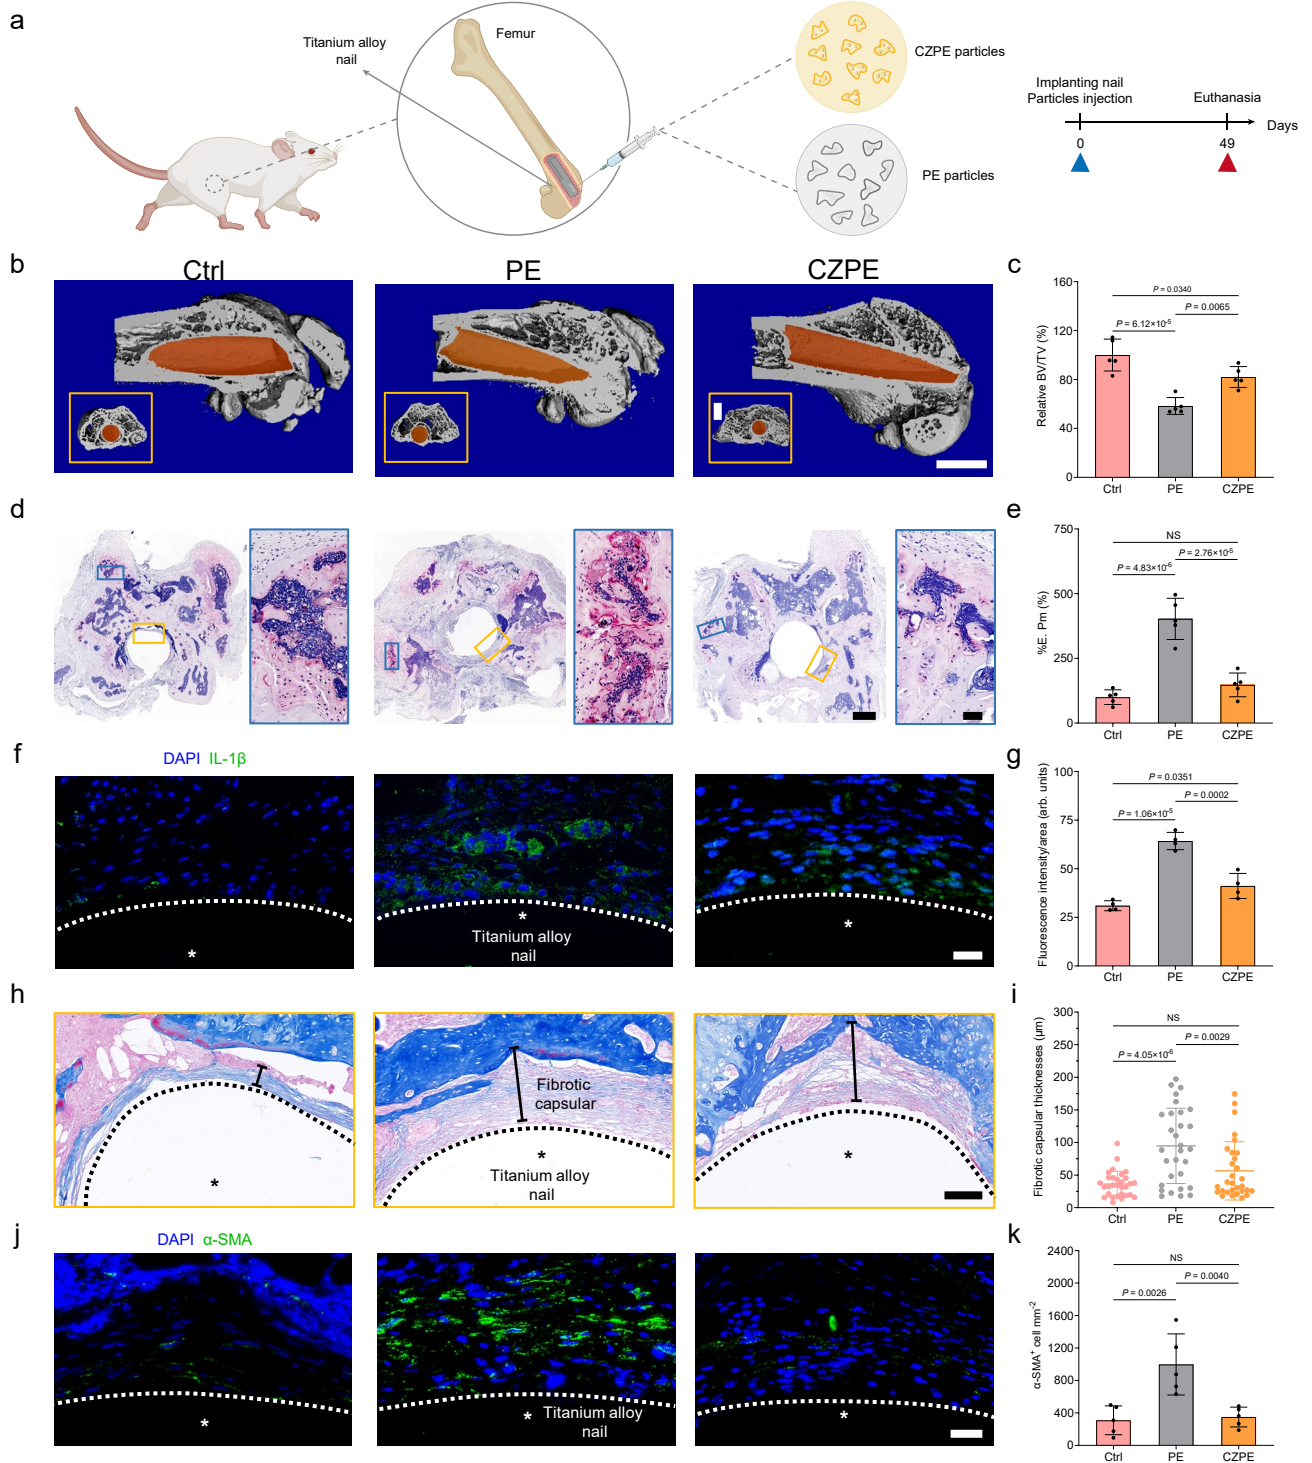 a
Titanium alloy
nail
Femur
CZPE particles
PE particles
Implanting nail
Particles injection
Euthanasia
Days
0
49
b
Ctrl
PE
CZPE
c
Relative BV/TV (%)
160
120
80
40
0
P = 0.0340
P = 0.0065
P = 6.12×10⁻⁵
Ctrl
PE
CZPE
d
e
%E. Pm (%)
750
500
250
0
NS
P = 2.76×10⁻⁵
P = 4.83×10⁻⁶
Ctrl
PE
CZPE
f
DAPI IL-1β
*
*
Titanium alloy
nail
*
g
Fluorescence intensity/area (arb. units)
100
75
50
25
0
P = 0.0351
P = 0.0002
P = 1.06×10⁻⁵
Ctrl
PE
CZPE
h
*
Fibrotic
capsular
*
Titanium alloy
nail
*
i
Fibrotic capsular thicknesses (μm)
300
250
200
150
100
50
0
NS
P = 0.0029
P = 4.05×10⁻⁶
Ctrl
PE
CZPE
j
DAPI α-SMA
*
* Titanium alloy
nail
*
k
α-SMA⁺ cell mm⁻²
2400
2000
1600
1200
800
400
0
NS
P = 0.0040
P = 0.0026
Ctrl
PE
CZPE